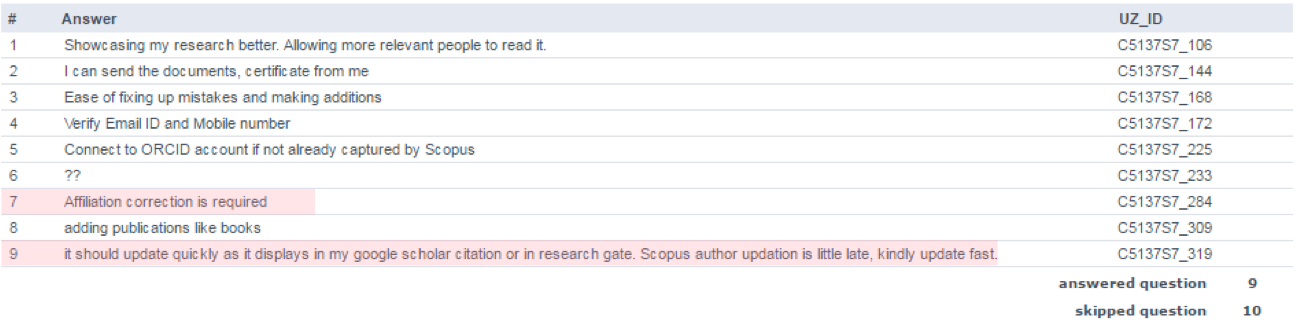 # Answer UZ_ID
1 Showcasing my research better. Allowing more relevant people to read it. C5137S7_106
2 I can send the documents, certificate from me C5137S7_144
3 Ease of fixing up mistakes and making additions C5137S7_168
4 Verify Email ID and Mobile number C5137S7_172
5 Connect to ORCID account if not already captured by Scopus C5137S7_225
6 ?? C5137S7_233
7 Affiliation correction is required C5137S7_284
8 adding publications like books C5137S7_309
9 it should update quickly as it displays in my google scholar citation or in research gate. Scopus author updation is little late, kindly update fast. C5137S7_319
answered question 9
skipped question 10